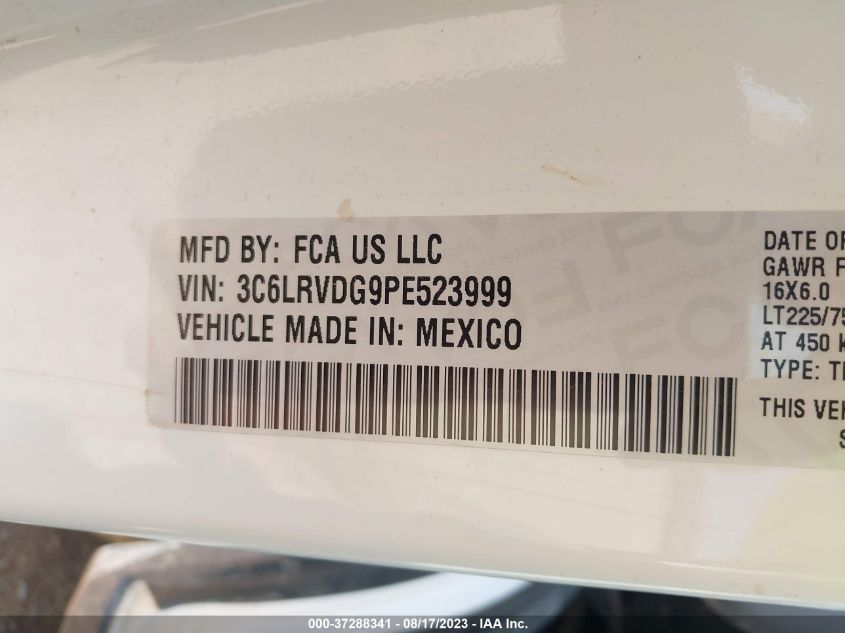 MFD BY: FCA US LLC
VIN: 3C6LRVDG9PE523999
VEHICLE MADE IN: MEXICO
DATE OF
GAWR F
16X6.0
LT225/75
AT 450 k
TYPE: T
THIS VEH
S
000-37288341 - 08/17/2023 - IAA Inc.